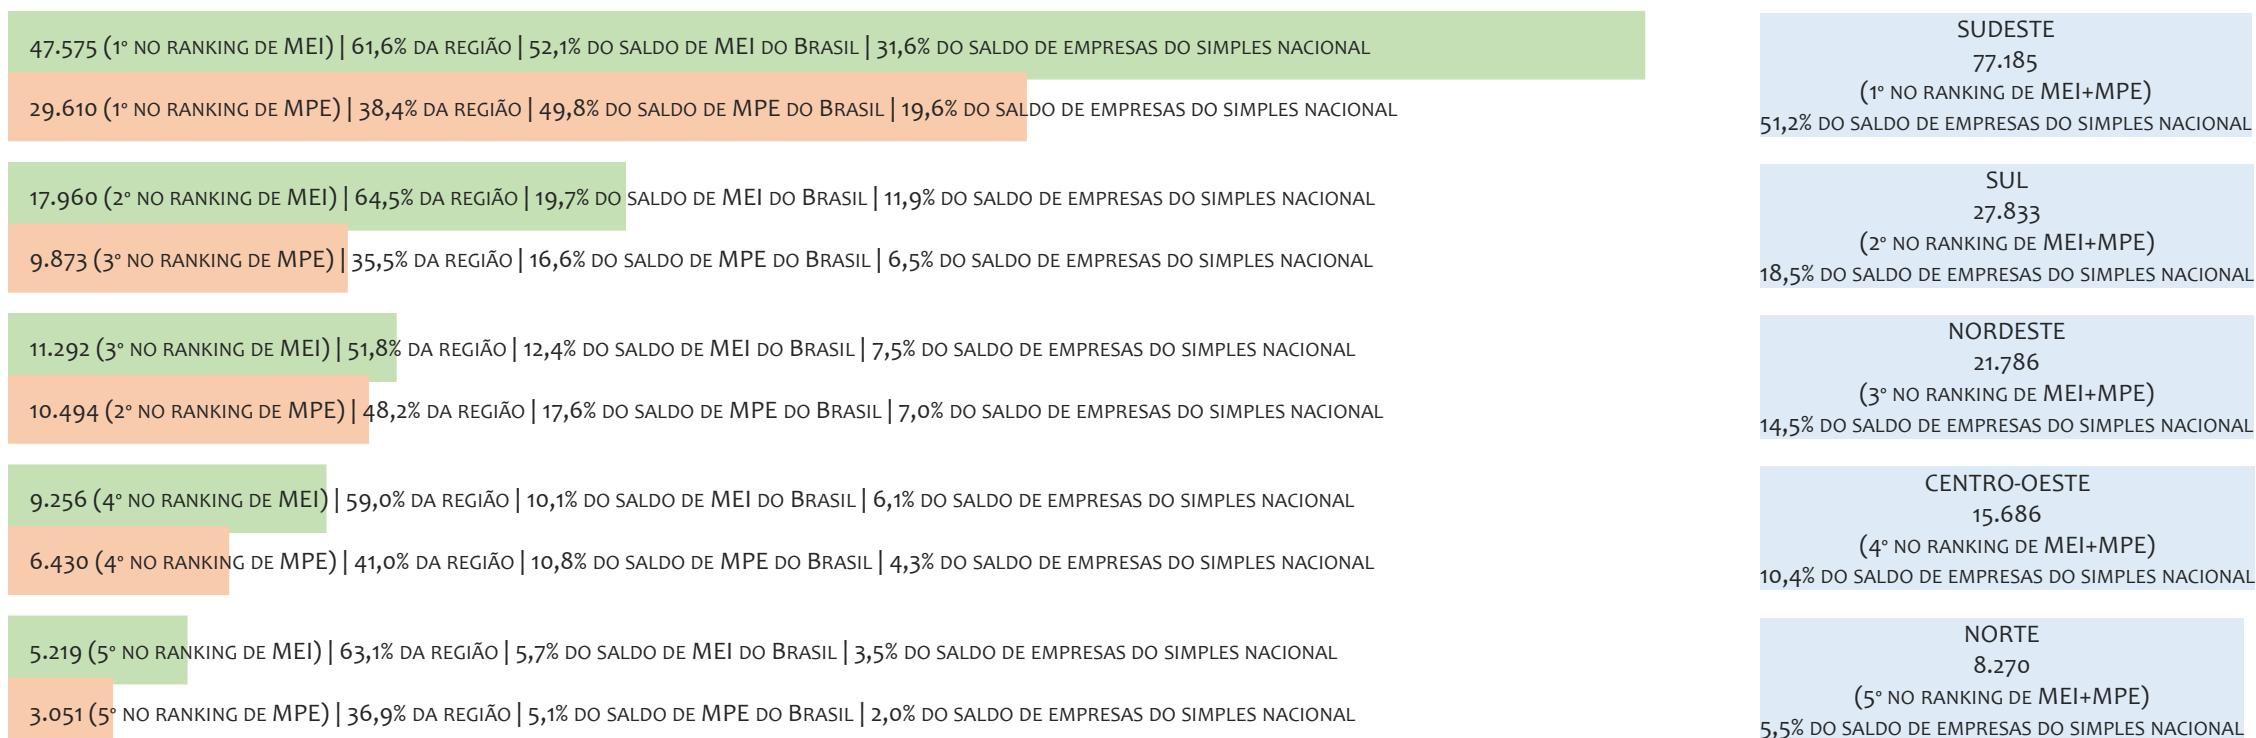 47.575 (1º NO RANKING DE MEI) | 61,6% DA REGIÃO | 52,1% DO SALDO DE MEI DO BRASIL | 31,6% DO SALDO DE EMPRESAS DO SIMPLES NACIONAL
29.610 (1º NO RANKING DE MPE) | 38,4% DA REGIÃO | 49,8% DO SALDO DE MPE DO BRASIL | 19,6% DO SALDO DE EMPRESAS DO SIMPLES NACIONAL
SUDESTE
77.185
(1º NO RANKING DE MEI+MPE)
51,2% DO SALDO DE EMPRESAS DO SIMPLES NACIONAL
17.960 (2º NO RANKING DE MEI) | 64,5% DA REGIÃO | 19,7% DO SALDO DE MEI DO BRASIL | 11,9% DO SALDO DE EMPRESAS DO SIMPLES NACIONAL
9.873 (3º NO RANKING DE MPE) | 35,5% DA REGIÃO | 16,6% DO SALDO DE MPE DO BRASIL | 6,5% DO SALDO DE EMPRESAS DO SIMPLES NACIONAL
SUL
27.833
(2º NO RANKING DE MEI+MPE)
18,5% DO SALDO DE EMPRESAS DO SIMPLES NACIONAL
11.292 (3º NO RANKING DE MEI) | 51,8% DA REGIÃO | 12,4% DO SALDO DE MEI DO BRASIL | 7,5% DO SALDO DE EMPRESAS DO SIMPLES NACIONAL
10.494 (2º NO RANKING DE MPE) | 48,2% DA REGIÃO | 17,6% DO SALDO DE MPE DO BRASIL | 7,0% DO SALDO DE EMPRESAS DO SIMPLES NACIONAL
NORDESTE
21.786
(3º NO RANKING DE MEI+MPE)
14,5% DO SALDO DE EMPRESAS DO SIMPLES NACIONAL
9.256 (4º NO RANKING DE MEI) | 59,0% DA REGIÃO | 10,1% DO SALDO DE MEI DO BRASIL | 6,1% DO SALDO DE EMPRESAS DO SIMPLES NACIONAL
6.430 (4º NO RANKING DE MPE) | 41,0% DA REGIÃO | 10,8% DO SALDO DE MPE DO BRASIL | 4,3% DO SALDO DE EMPRESAS DO SIMPLES NACIONAL
CENTRO-OESTE
15.686
(4º NO RANKING DE MEI+MPE)
10,4% DO SALDO DE EMPRESAS DO SIMPLES NACIONAL
5.219 (5º NO RANKING DE MEI) | 63,1% DA REGIÃO | 5,7% DO SALDO DE MEI DO BRASIL | 3,5% DO SALDO DE EMPRESAS DO SIMPLES NACIONAL
3.051 (5º NO RANKING DE MPE) | 36,9% DA REGIÃO | 5,1% DO SALDO DE MPE DO BRASIL | 2,0% DO SALDO DE EMPRESAS DO SIMPLES NACIONAL
NORTE
8.270
(5º NO RANKING DE MEI+MPE)
5,5% DO SALDO DE EMPRESAS DO SIMPLES NACIONAL